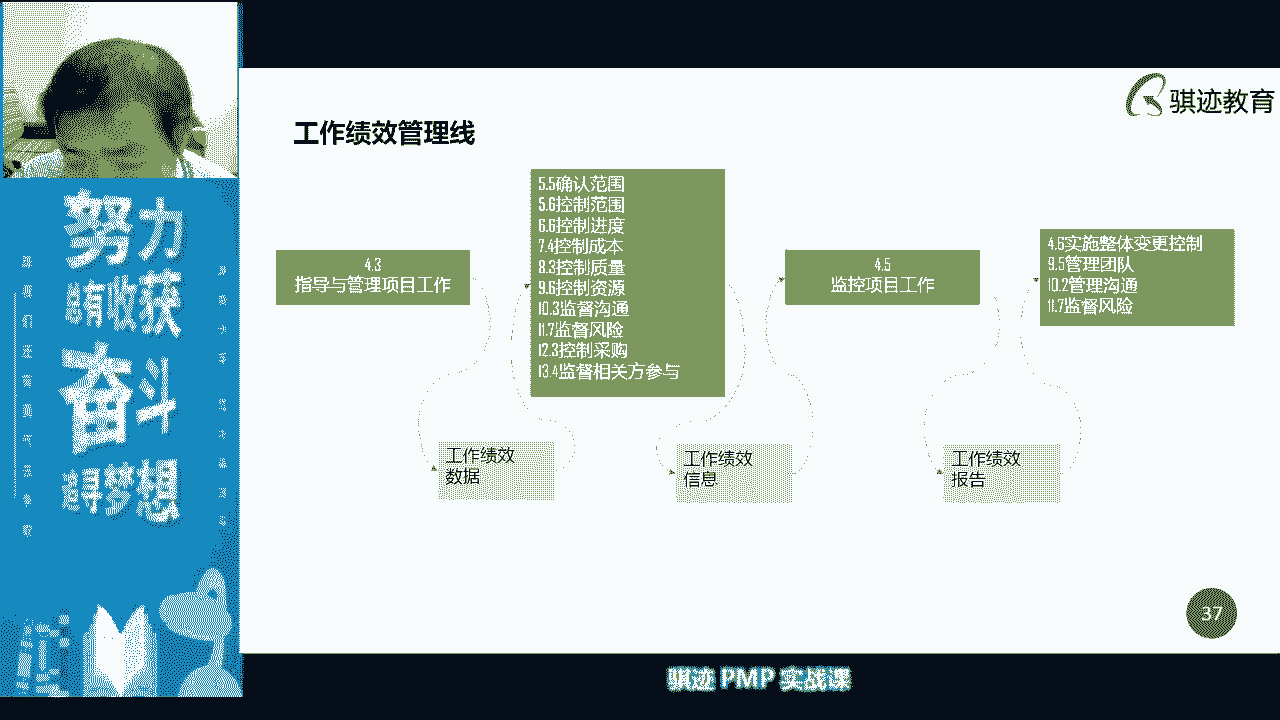 骐迹教育
工作绩效管理线
4.3
指导与管理项目工作
5.5确认范围
5.6控制范围
6.6控制进度
7.4控制成本
8.3控制质量
9.6控制资源
10.3监督沟通
11.7监督风险
12.3控制采购
13.4监督相关方参与
4.5
监控项目工作
4.6实施整体变更控制
9.5管理团队
10.2管理沟通
11.7监督风险
工作绩效
数据
工作绩效
信息
工作绩效
报告
37
努力
总有收获
奋斗
追寻梦想
骐迹 PMP 实战课